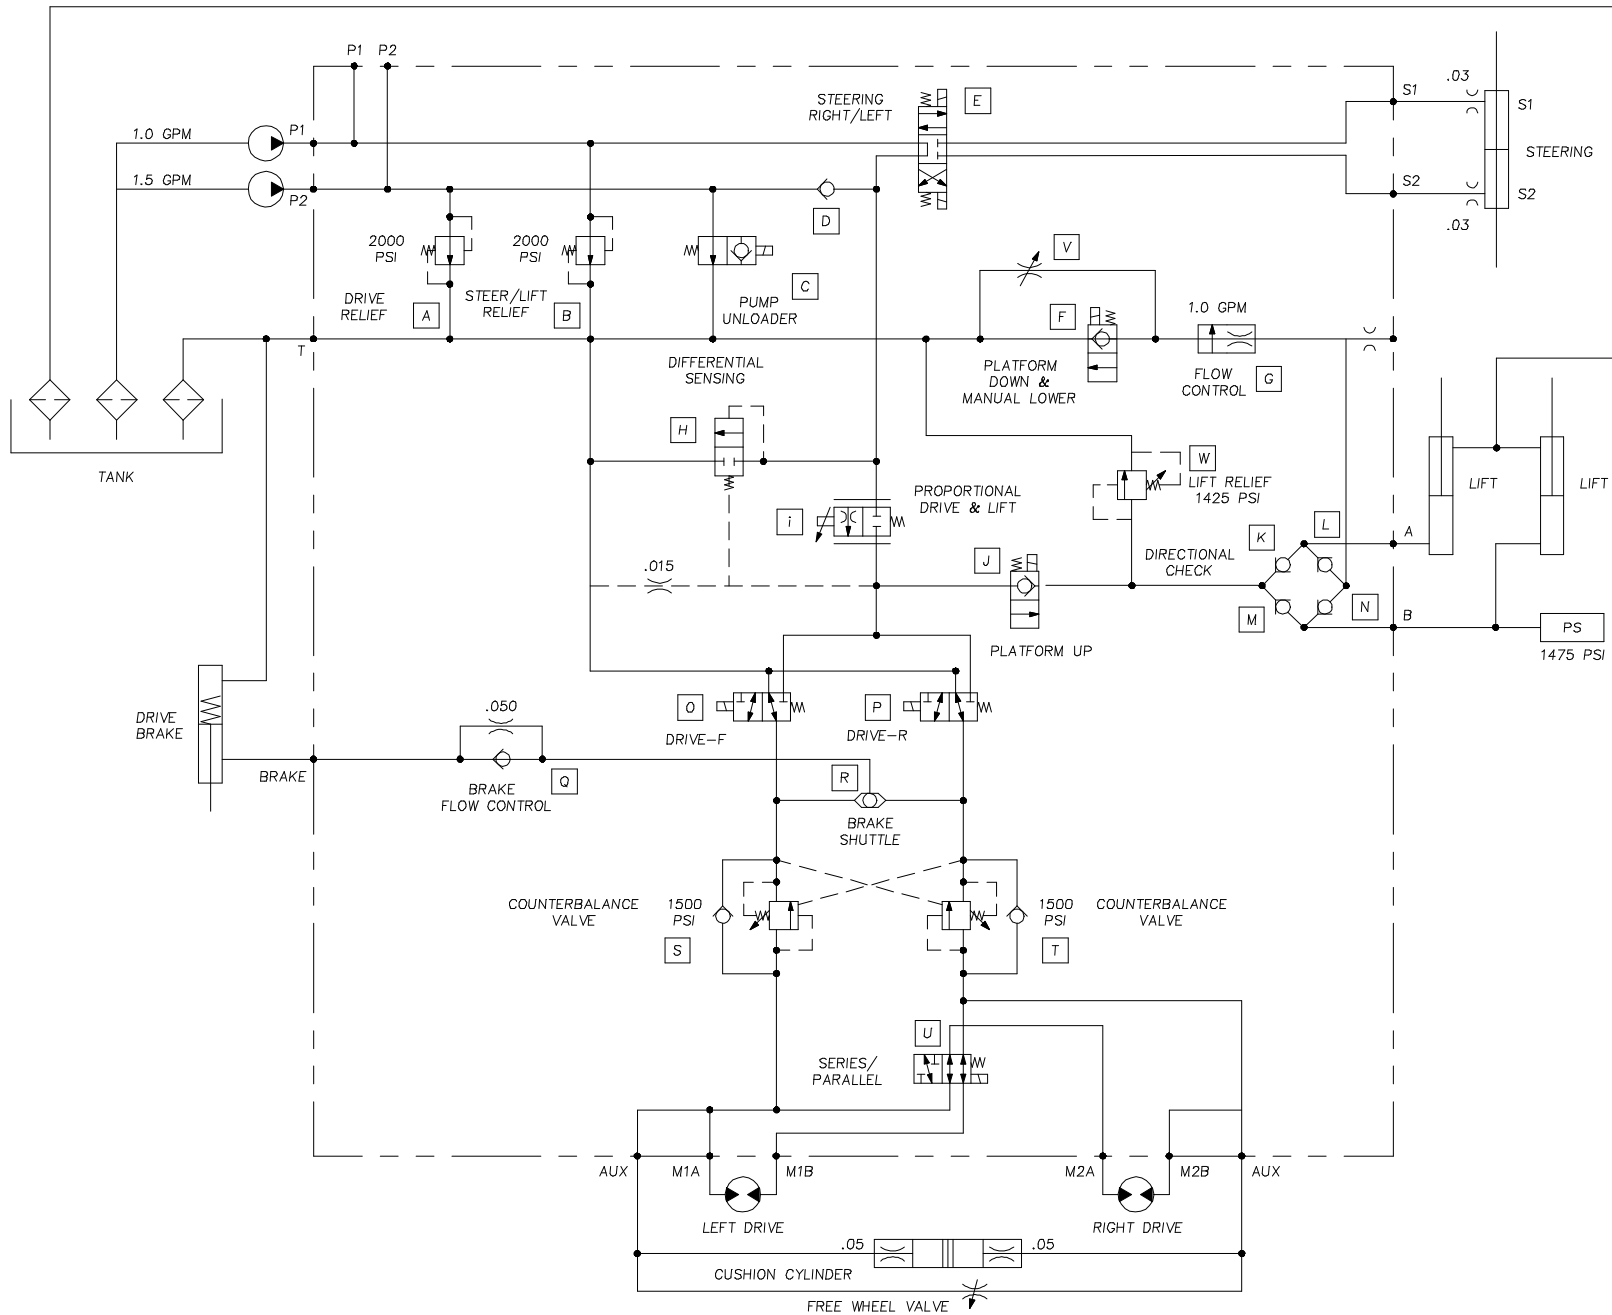 P1 P2
.03
S1
S1
STEERING
RIGHT/LEFT
E
1.0 GPM
P1
STEERING
1.5 GPM
P2
S2
S2
D
.03
2000
PSI
2000
PSI
V
C
1.0 GPM
DRIVE
RELIEF
A
STEER/LIFT
RELIEF
B
PUMP
UNLOADER
F
T
DIFFERENTIAL
SENSING
PLATFORM
DOWN &
MANUAL LOWER
FLOW
CONTROL
G
H
W
TANK
LIFT RELIEF
1425 PSI
PROPORTIONAL
DRIVE & LIFT
LIFT
LIFT
i
L
A
K
J
DIRECTIONAL
CHECK
.015
M
N
B
PS
1475 PSI
PLATFORM UP
O
P
DRIVE
BRAKE
.050
DRIVE-F
DRIVE-R
BRAKE
R
Q
BRAKE
FLOW CONTROL
BRAKE
SHUTTLE
COUNTERBALANCE
VALVE
1500
PSI
1500
PSI
COUNTERBALANCE
VALVE
S
T
U
SERIES/
PARALLEL
AUX
M1A
M1B
M2A
M2B
AUX
LEFT DRIVE
RIGHT DRIVE
.05
.05
CUSHION CYLINDER
FREE WHEEL VALVE